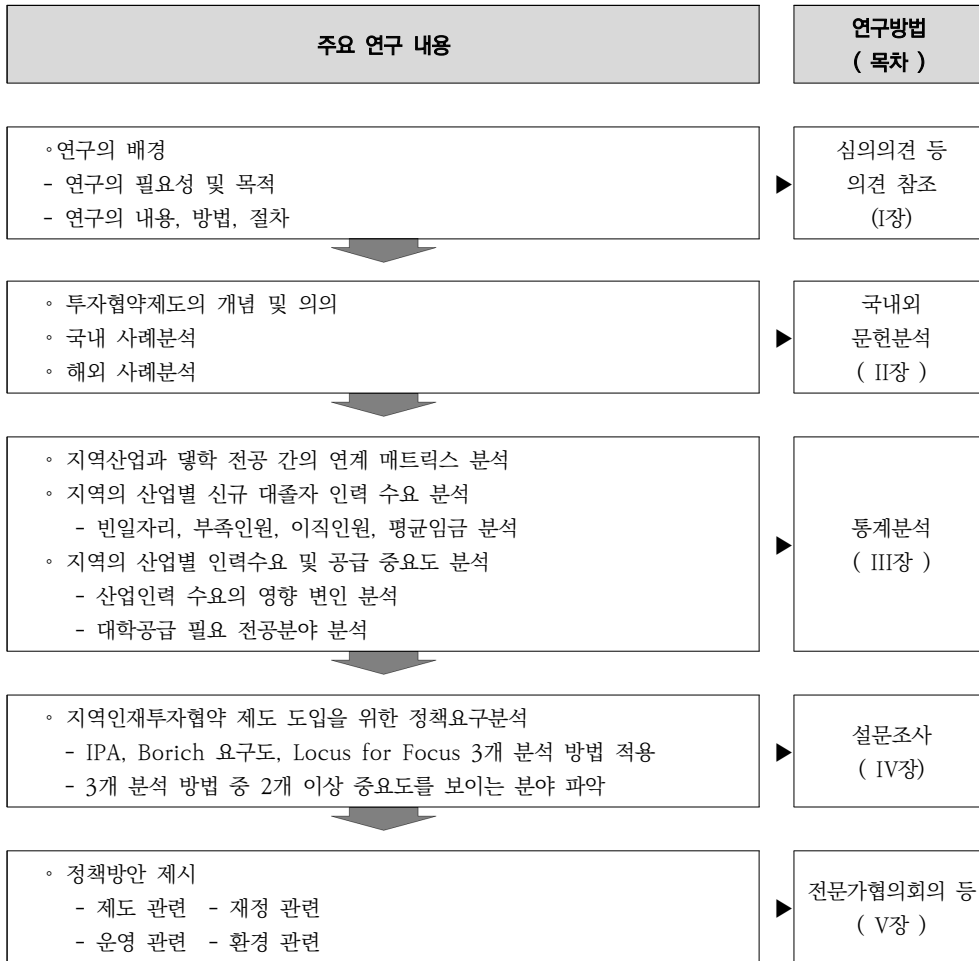 주요 연구 내용
연구방법
( 목차 )
◦연구의 배경
- 연구의 필요성 및 목적
- 연구의 내용, 방법, 절차
▶
심의의견 등
의견 참조
(I장)
◦ 투자협약제도의 개념 및 의의
◦ 국내 사례분석
◦ 해외 사례분석
▶
국내외
문헌분석
( II장 )
◦ 지역산업과 댛학 전공 간의 연계 매트릭스 분석
◦ 지역의 산업별 신규 대졸자 인력 수요 분석
- 빈일자리, 부족인원, 이직인원, 평균임금 분석
◦ 지역의 산업별 인력수요 및 공급 중요도 분석
- 산업인력 수요의 영향 변인 분석
- 대학공급 필요 전공분야 분석
▶
통계분석
( III장 )
◦ 지역인재투자협약 제도 도입을 위한 정책요구분석
- IPA, Borich 요구도, Locus for Focus 3개 분석 방법 적용
- 3개 분석 방법 중 2개 이상 중요도를 보이는 분야 파악
▶
설문조사
( IV장)
◦ 정책방안 제시
- 제도 관련 - 재정 관련
- 운영 관련 - 환경 관련
▶
전문가협의회의 등
( V장 )